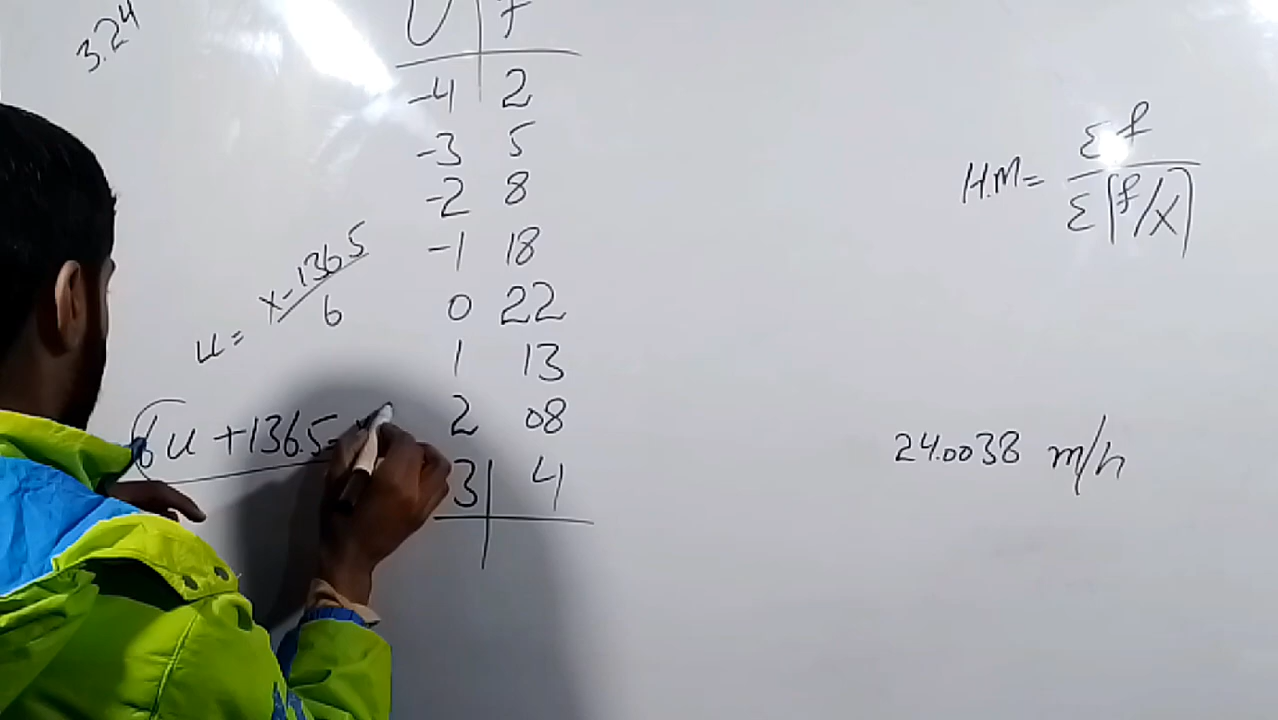 3.24
U f
-4 2
-3 5
-2 8
-1 18
0 22
1 13
2 08
3 4
u = x - 136.5 / 6
6u + 136.5 =
H.M = Σf / Σ(f/X)
24.0038 m/h